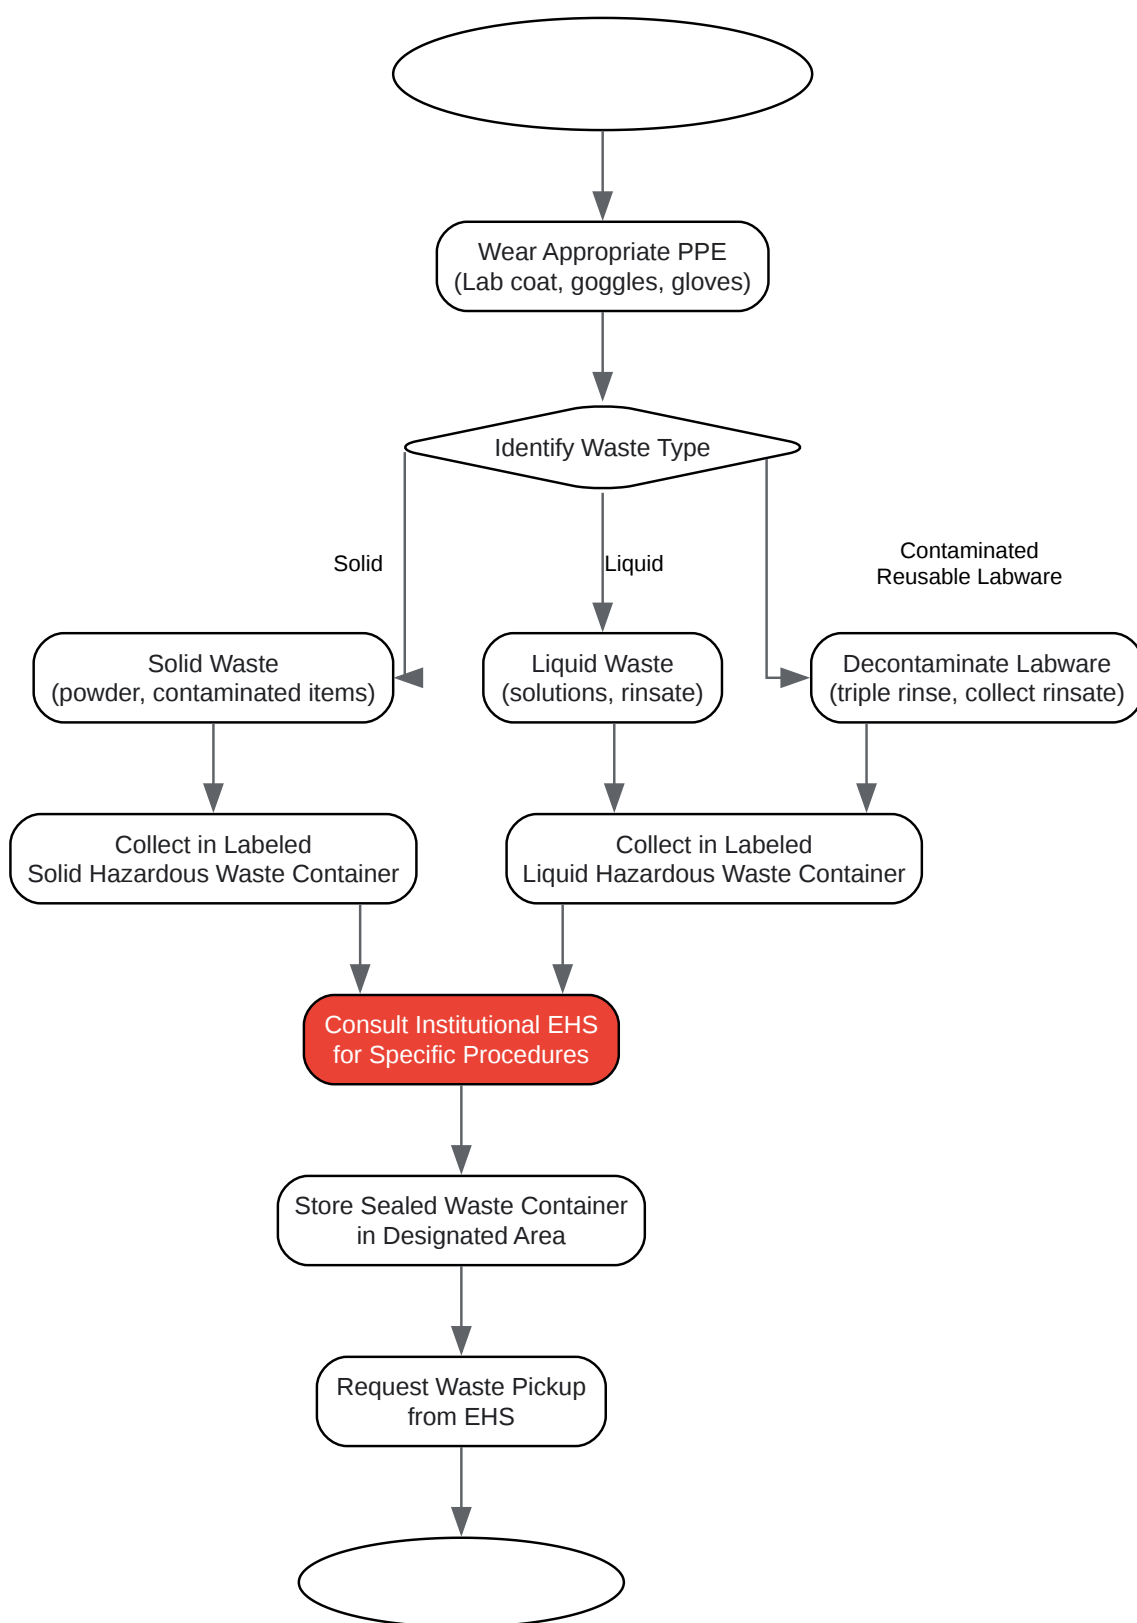 Wear Appropriate PPE
(Lab coat, goggles, gloves)
Identify Waste Type
Solid
Liquid
Contaminated
Reusable Labware
Solid Waste
(powder, contaminated items)
Liquid Waste
(solutions, rinsate)
Decontaminate Labware
(triple rinse, collect rinsate)
Collect in Labeled
Solid Hazardous Waste Container
Collect in Labeled
Liquid Hazardous Waste Container
Consult Institutional EHS
for Specific Procedures
Store Sealed Waste Container
in Designated Area
Request Waste Pickup
from EHS